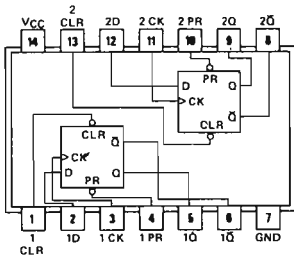 VCC 2 CLR 2D 2 CK 2 PR 2Q 2Q̄
14 13 12 11 10 9 8
PR
D Q
CK Q̄
CLR
CLR
CK Q̄
D Q
PR
1 2 3 4 5 6 7
1 CLR 1D 1 CK 1 PR 1Q 1Q̄ GND